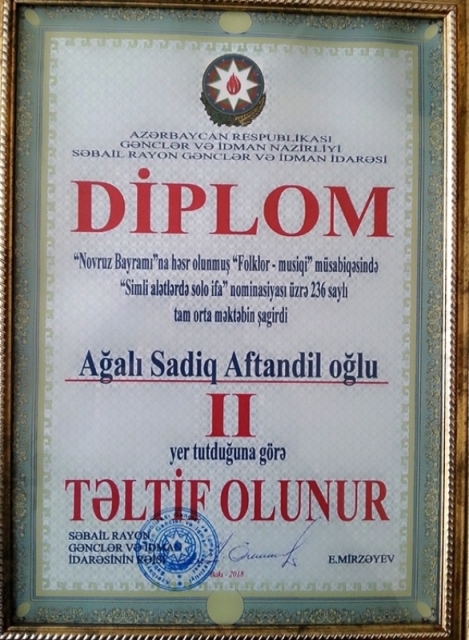 AZƏRBAYCAN RESPUBLİKASI
GƏNCLƏR VƏ İDMAN NAZİRLİYİ
SƏBAİL RAYON GƏNCLƏR VƏ İDMAN İDARƏSİ
DİPLOM
“Novruz Bayramı”na həsr olunmuş “Folklor - musiqi” müsabiqəsində
“Simli alətlərdə solo ifa” nominasiyası üzrə 236 saylı
tam orta məktəbin şagirdi
Ağalı Sadiq Aftandil oğlu
II
yer tutduğuna görə
TƏLTİF OLUNUR
SƏBAİL RAYON
GƏNCLƏR VƏ İDMAN
İDARƏSİNİN RƏİSİ
E.MİRZƏYEV
Bakı - 2018